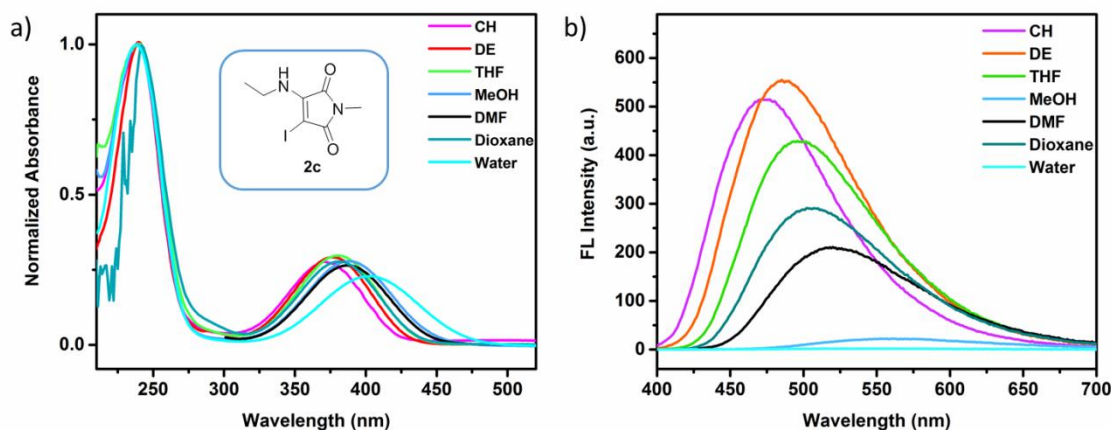 a)
Normalized Absorbance
1.0
0.5
0.0
250 300 350 400 450 500
Wavelength (nm)
H
N
O
N
I
O
2c
CH
DE
THF
MeOH
DMF
Dioxane
Water
b)
FL Intensity (a.u.)
600
500
400
300
200
100
0
400 450 500 550 600 650 700
Wavelength (nm)
CH
DE
THF
MeOH
DMF
Dioxane
Water